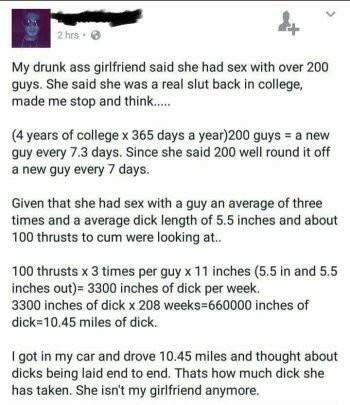 2 hrs ·
My drunk ass girlfriend said she had sex with over 200
guys. She said she was a real slut back in college,
made me stop and think.....
(4 years of college x 365 days a year)200 guys = a new
guy every 7.3 days. Since she said 200 well round it off
a new guy every 7 days.
Given that she had sex with a guy an average of three
times and a average dick length of 5.5 inches and about
100 thrusts to cum were looking at..
100 thrusts x 3 times per guy x 11 inches (5.5 in and 5.5
inches out)= 3300 inches of dick per week.
3300 inches of dick x 208 weeks=660000 inches of
dick=10.45 miles of dick.
I got in my car and drove 10.45 miles and thought about
dicks being laid end to end. Thats how much dick she
has taken. She isn't my girlfriend anymore.